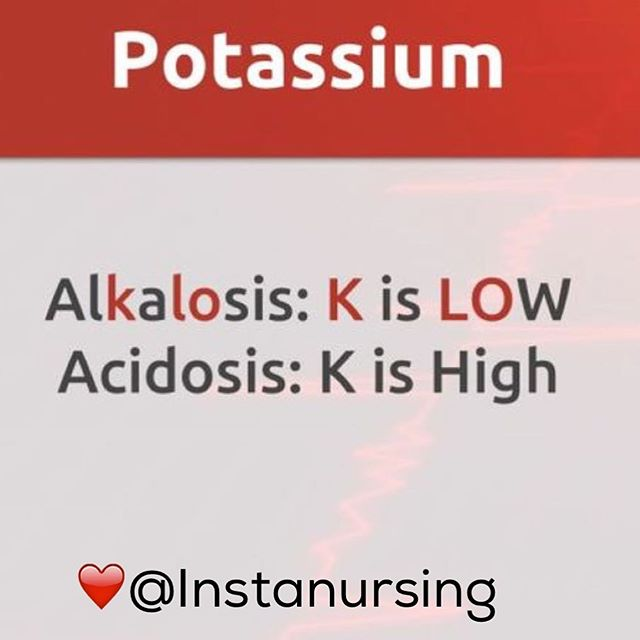 Potassium
Alkalosis: K is LOW
Acidosis: K is High
❤️@Instanursing